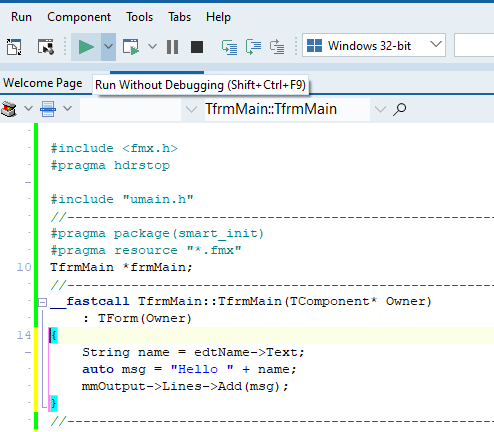 Run Component Tools Tabs Help
Windows 32-bit
Welcome Page
Run Without Debugging (Shift+Ctrl+F9)
TfrmMain::TfrmMain
#include <fmx.h>
#pragma hdrstop
#include "umain.h"
//---------------------------------------------------
#pragma package(smart_init)
#pragma resource "*.fmx"
10 TfrmMain *frmMain;
//---------------------------------------------------
__fastcall TfrmMain::TfrmMain(TComponent* Owner)
: TForm(Owner)
14 {
String name = edtName->Text;
auto msg = "Hello " + name;
mmOutput->Lines->Add(msg);
}
//---------------------------------------------------